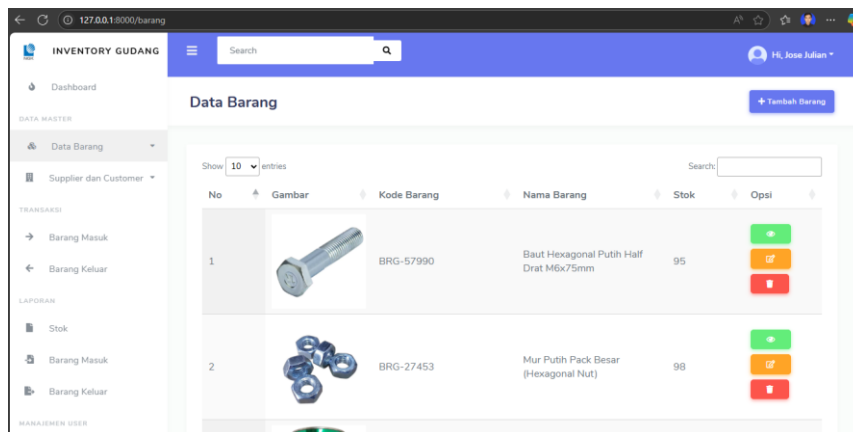 127.0.0.1:8000/barang
INVENTORY GUDANG
Search
Hi, Jose Julian
Dashboard
DATA MASTER
Data Barang
Supplier dan Customer
TRANSAKSI
Barang Masuk
Barang Keluar
LAPORAN
Stok
Barang Masuk
Barang Keluar
MANAJEMEN USER
Data Barang
+ Tambah Barang
Show 10 entries
Search:
No Gambar Kode Barang Nama Barang Stok Opsi
1 BRG-57990 Baut Hexagonal Putih Half 95
Drat M6x75mm
2 BRG-27453 Mur Putih Pack Besar 98
(Hexagonal Nut)